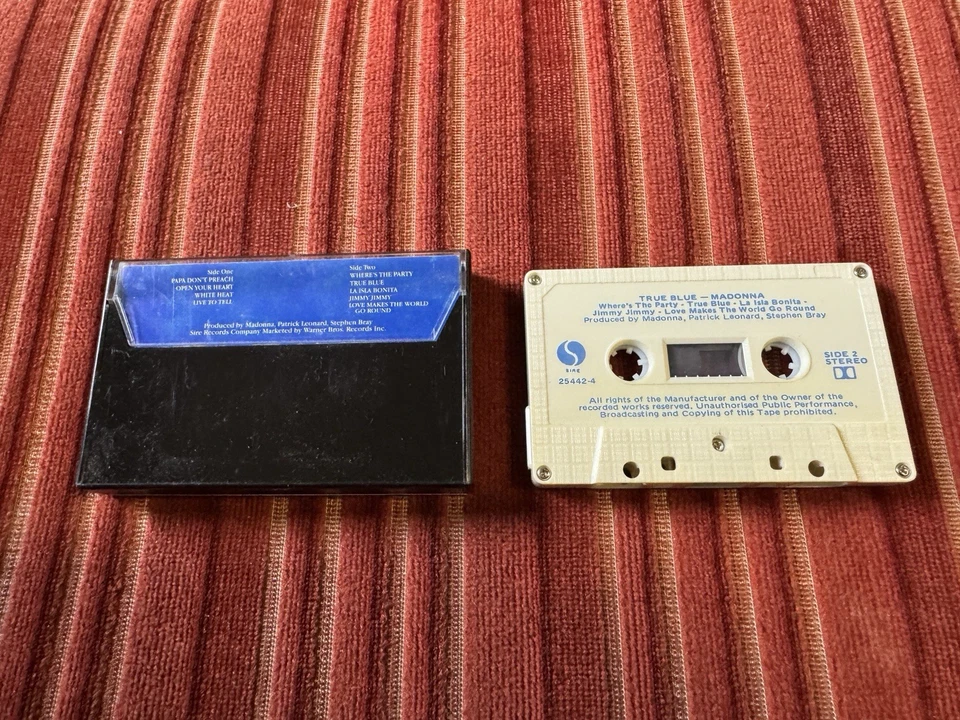 Side One
PAPA DON'T PREACH
OPEN YOUR HEART
WHITE HEAT
LIVE TO TELL
Side Two
WHERE'S THE PARTY
TRUE BLUE
LA ISLA BONITA
JIMMY JIMMY
LOVE MAKES THE WORLD
GO ROUND
Produced by Madonna, Patrick Leonard, Stephen Bray
Sire Records Company Marketed by Warner Bros. Records Inc.
TRUE BLUE — MADONNA
Where's The Party - True Blue - La Isla Bonita -
Jimmy Jimmy - Love Makes The World Go Round
Produced by Madonna, Patrick Leonard, Stephen Bray
SIRE
25442-4
SIDE 2
STEREO
All rights of the Manufacturer and of the Owner of the
recorded works reserved. Unauthorised Public Performance,
Broadcasting and Copying of this Tape prohibited.